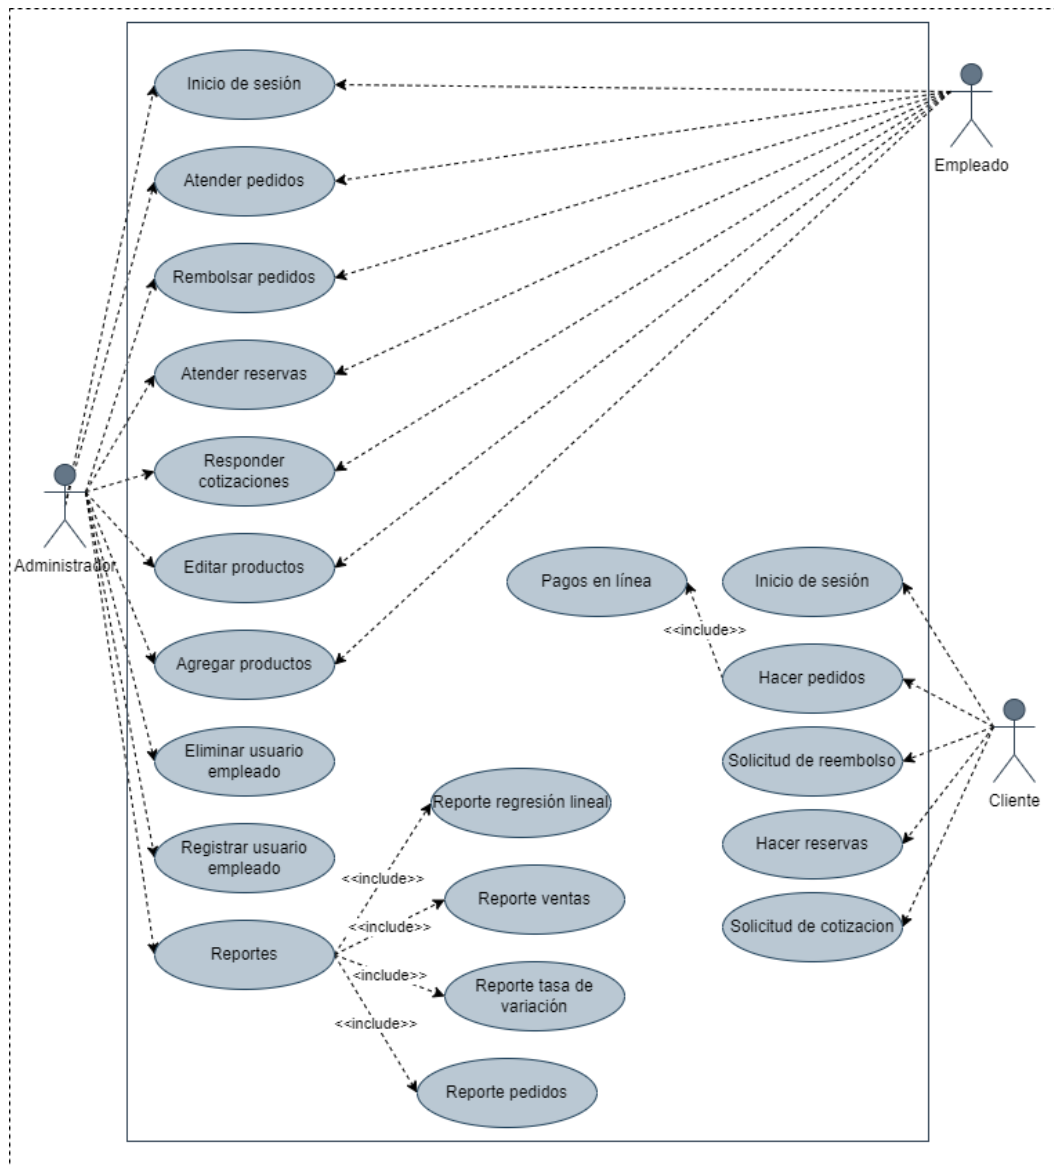 Inicio de sesión
Empleado
Atender pedidos
Rembolsar pedidos
Atender reservas
Responder
cotizaciones
Administrador
Editar productos
Pagos en línea
Inicio de sesión
<<include>>
Agregar productos
Hacer pedidos
Eliminar usuario
empleado
Solicitud de reembolso
Cliente
Reporte regresión lineal
Registrar usuario
empleado
Hacer reservas
<<include>>
Reporte ventas
Solicitud de cotizacion
<<include>>
Reportes
<include>>
Reporte tasa de
variación
<<include>>
Reporte pedidos